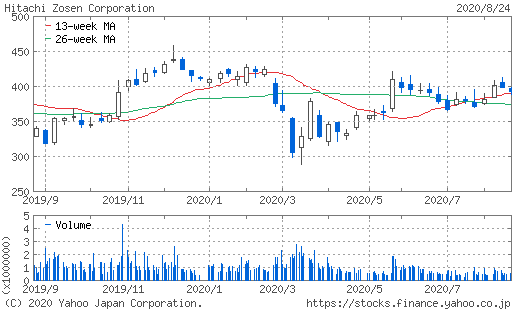 Hitachi Zosen Corporation 2020/8/24
500
13-week MA
26-week MA
450
400
350
300
250
2019/9 2019/11 2020/1 2020/3 2020/5 2020/7
5
Volume
4
3
2
1
0
(x1000000)
2019/9 2019/11 2020/1 2020/3 2020/5 2020/7
(C) 2020 Yahoo Japan Corporation. https://stocks.finance.yahoo.co.jp